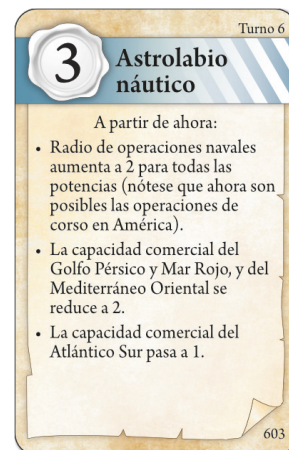 Turno 6
3
Astrolabio
náutico
A partir de ahora:
• Radio de operaciones navales
aumenta a 2 para todas las
potencias (nótese que ahora son
posibles las operaciones de
corso en América).
• La capacidad comercial del
Golfo Pérsico y Mar Rojo, y del
Mediterráneo Oriental se
reduce a 2.
• La capacidad comercial del
Atlántico Sur pasa a 1.
603